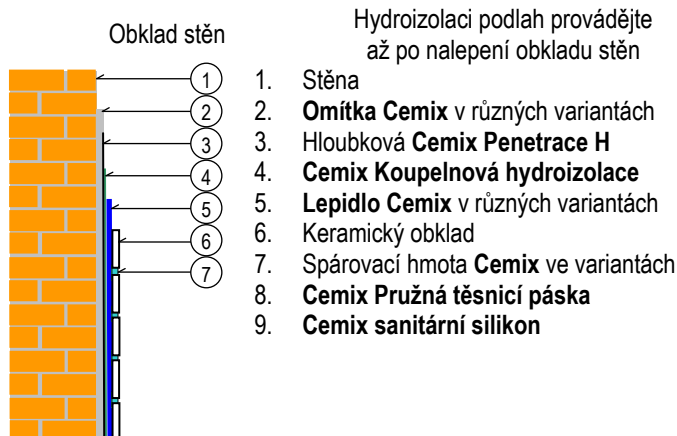 Obklad stěn
Hydroizolaci podlah provádějte
až po nalepení obkladu stěn
1
2
3
4
5
6
7
1. Stěna
2. Omítka Cemix v různých variantách
3. Hloubková Cemix Penetrace H
4. Cemix Koupelnová hydroizolace
5. Lepidlo Cemix v různých variantách
6. Keramický obklad
7. Spárovací hmota Cemix ve variantách
8. Cemix Pružná těsnicí páska
9. Cemix sanitární silikon